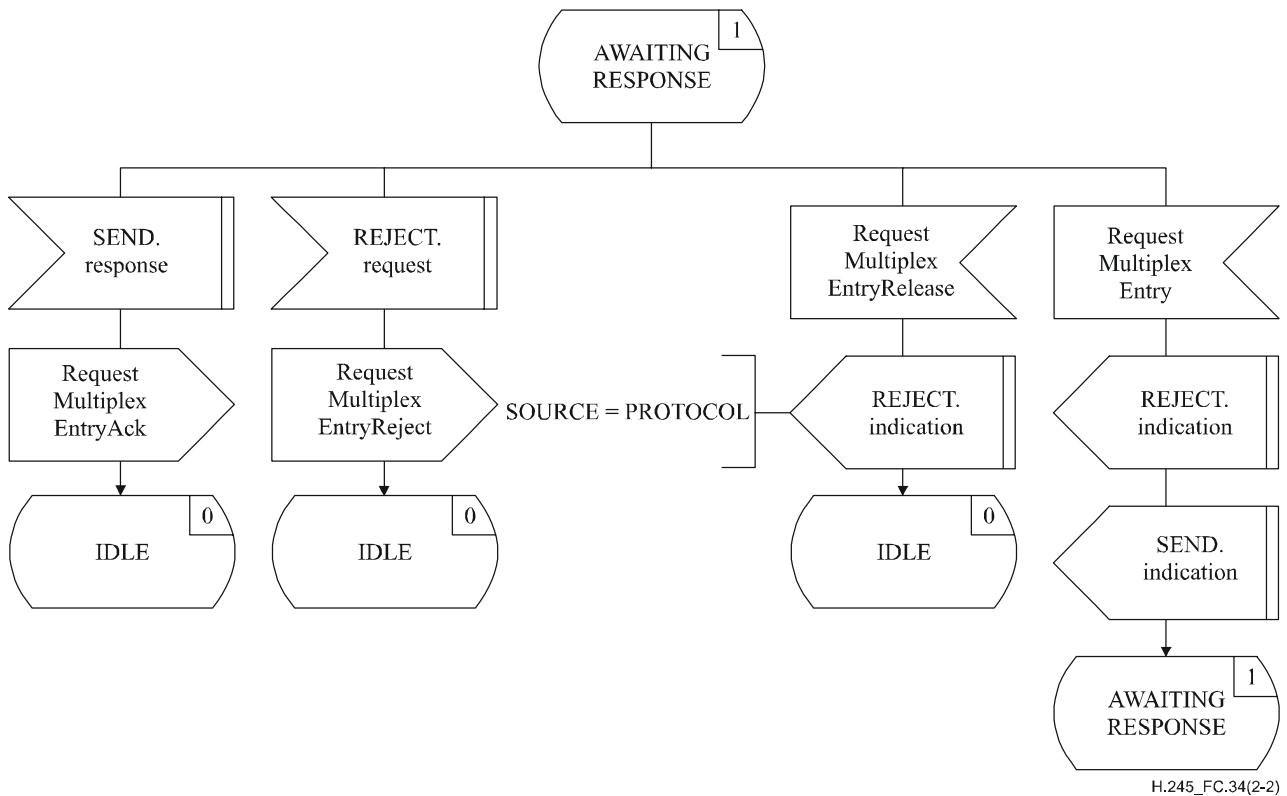 1
AWAITING
RESPONSE
SEND.
response
REJECT.
request
Request
Multiplex
EntryRelease
Request
Multiplex
Entry
Request
Multiplex
EntryAck
Request
Multiplex
EntryReject
SOURCE = PROTOCOL
REJECT.
indication
REJECT.
indication
0
IDLE
0
IDLE
0
IDLE
SEND.
indication
1
AWAITING
RESPONSE
H.245_FC.34(2-2)